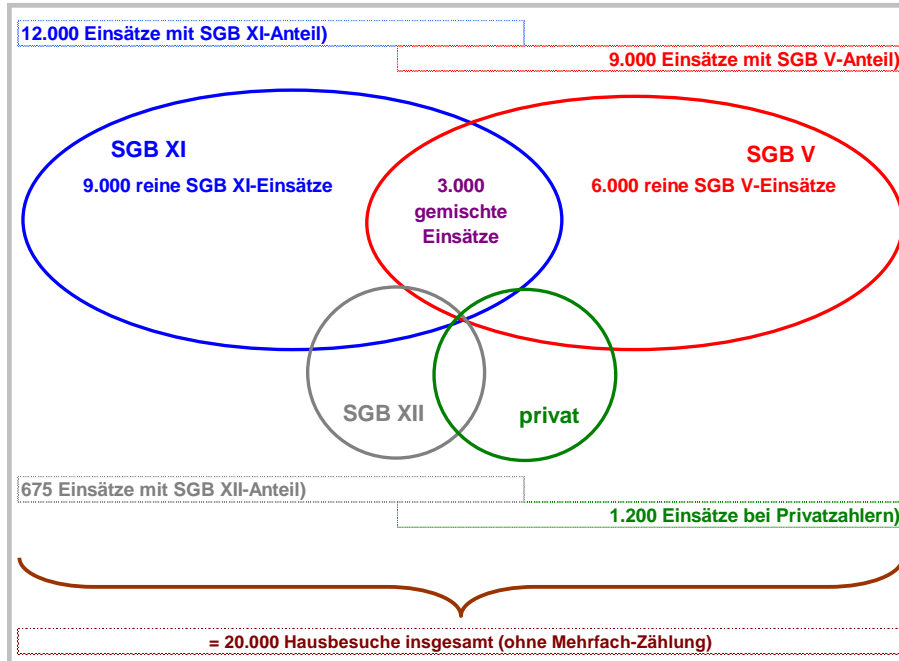 12.000 Einsätze mit SGB XI-Anteil)
9.000 Einsätze mit SGB V-Anteil)
SGB XI
9.000 reine SGB XI-Einsätze
3.000
gemischte
Einsätze
SGB V
6.000 reine SGB V-Einsätze
SGB XII
privat
675 Einsätze mit SGB XII-Anteil)
1.200 Einsätze bei Privatzahlern)
= 20.000 Hausbesuche insgesamt (ohne Mehrfach-Zählung)